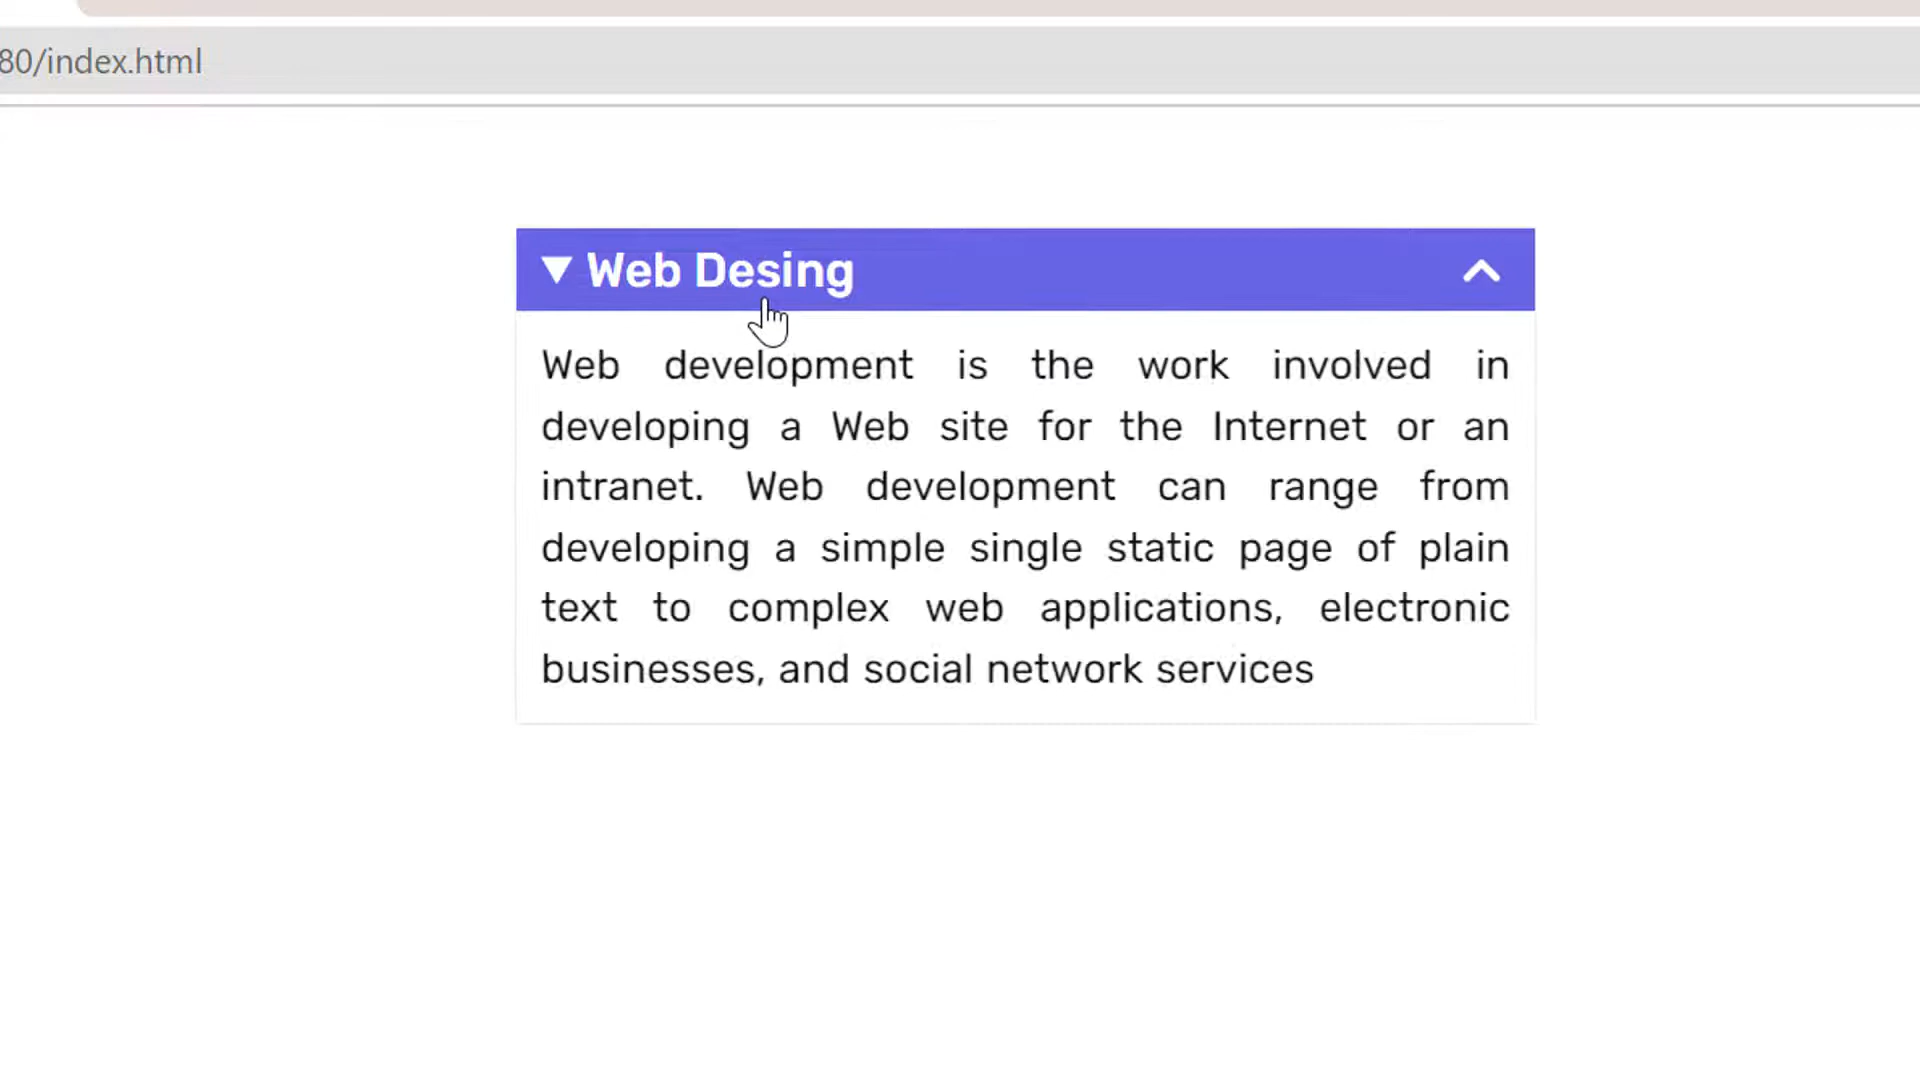 80/index.html
Web Desing
Web development is the work involved in
developing a Web site for the Internet or an
intranet. Web development can range from
developing a simple single static page of plain
text to complex web applications, electronic
businesses, and social network services